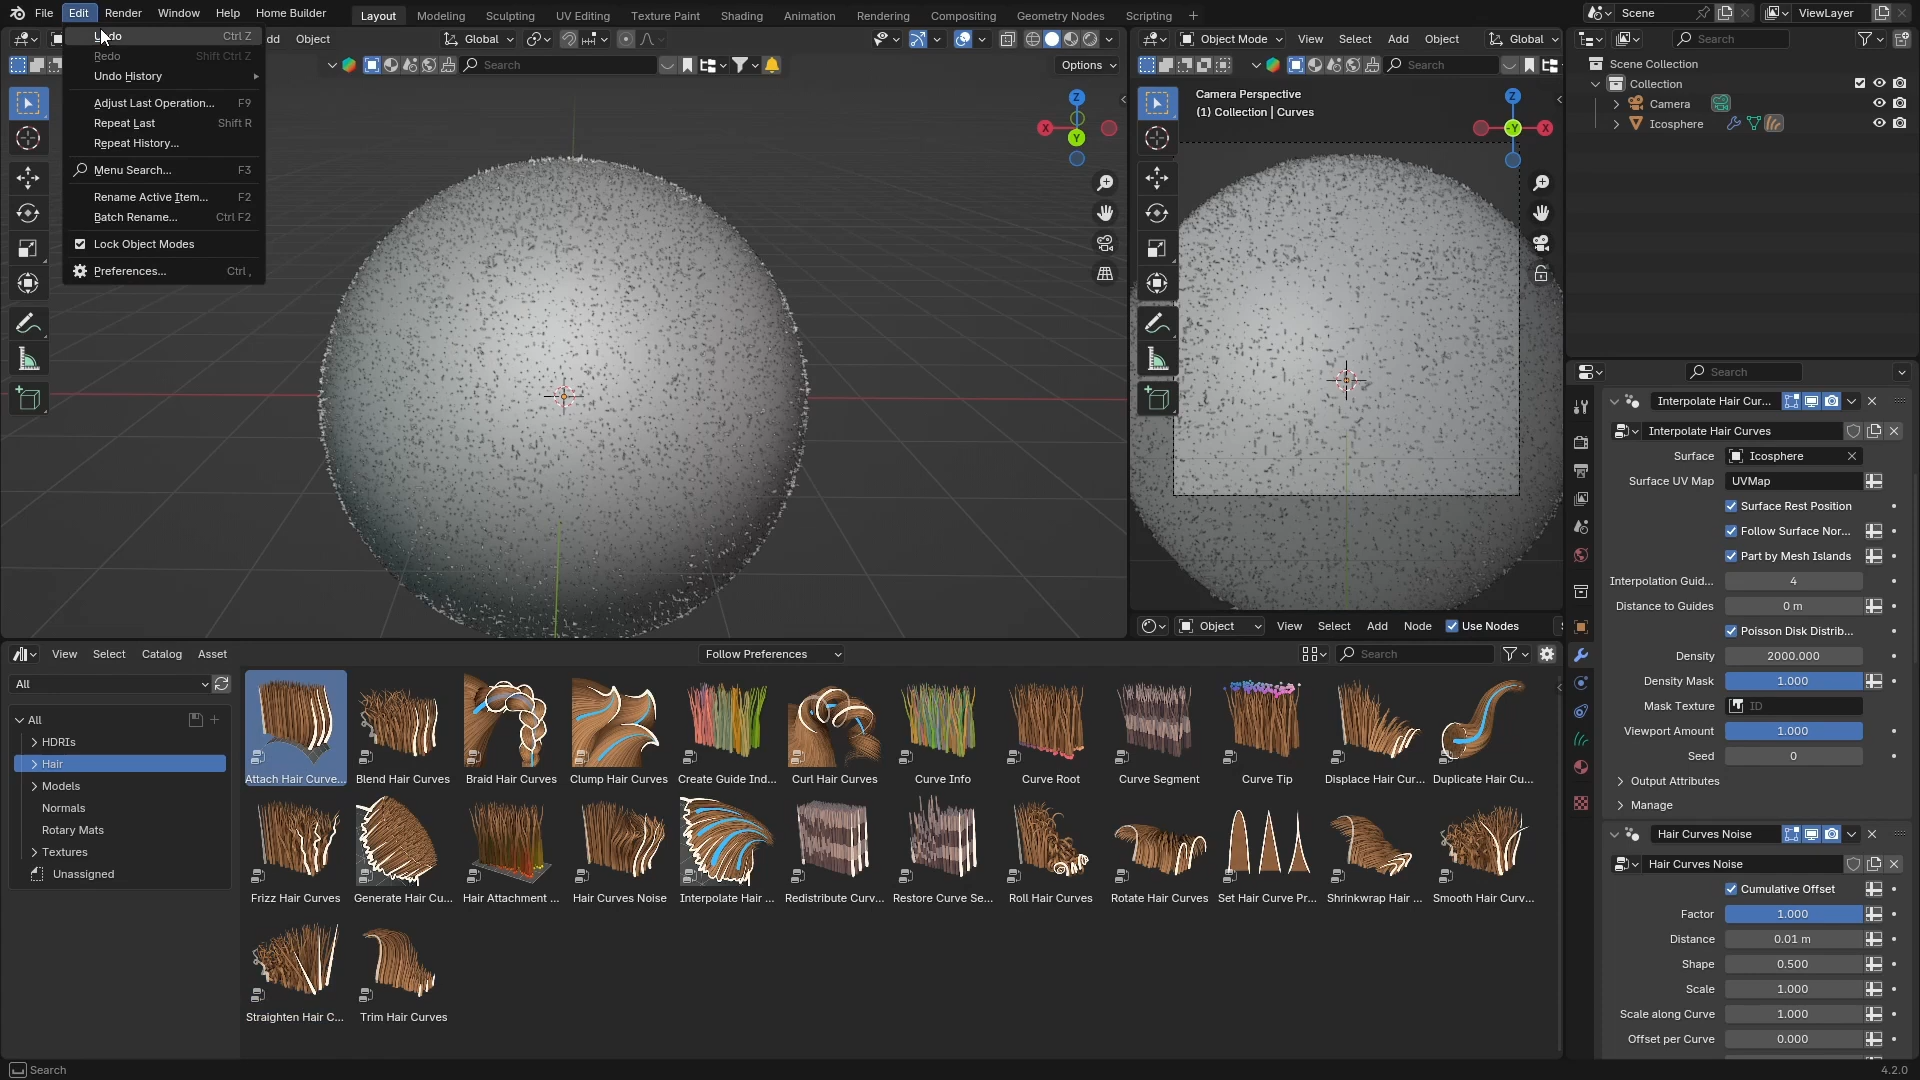 File Edit Render Window Help Home Builder Layout Modeling Sculpting UV Editing Texture Paint Shading Animation Rendering Compositing Geometry Nodes Scripting Scene ViewLayer
Undo Ctrl Z
Redo Shift Ctrl Z
Undo History
Adjust Last Operation... F9
Repeat Last Shift R
Repeat History...
Menu Search... F3
Rename Active Item... F2
Batch Rename... Ctrl F2
Lock Object Modes
Preferences... Ctrl ,
dd Object Global
Search Options
Z
X
Y
Object Mode View Select Add Object Global
Search
Camera Perspective
(1) Collection | Curves
Z
-Y
X
Object View Select Add Node Use Nodes S
Search
Scene Collection
Collection
Camera
Icosphere
Search
Interpolate Hair Cur...
Interpolate Hair Curves
Surface Icosphere
Surface UV Map UVMap
Surface Rest Position
Follow Surface Nor...
Part by Mesh Islands
Interpolation Guid... 4
Distance to Guides 0 m
Poisson Disk Distrib...
Density 2000.000
Density Mask 1.000
Mask Texture ID
Viewport Amount 1.000
Seed 0
Output Attributes
Manage
Hair Curves Noise
Hair Curves Noise
Cumulative Offset
Factor 1.000
Distance 0.01 m
Shape 0.500
Scale 1.000
Scale along Curve 1.000
Offset per Curve 0.000
View Select Catalog Asset Follow Preferences Search
All
All
HDRIs
Hair
Models
Normals
Rotary Mats
Textures
Unassigned
Attach Hair Curve... Blend Hair Curves Braid Hair Curves Clump Hair Curves Create Guide Ind... Curl Hair Curves Curve Info Curve Root Curve Segment Curve Tip Displace Hair Cur... Duplicate Hair Cu...
Frizz Hair Curves Generate Hair Cu... Hair Attachment ... Hair Curves Noise Interpolate Hair ... Redistribute Curv... Restore Curve Se... Roll Hair Curves Rotate Hair Curves Set Hair Curve Pr... Shrinkwrap Hair ... Smooth Hair Curv...
Straighten Hair C... Trim Hair Curves
Search 4.2.0